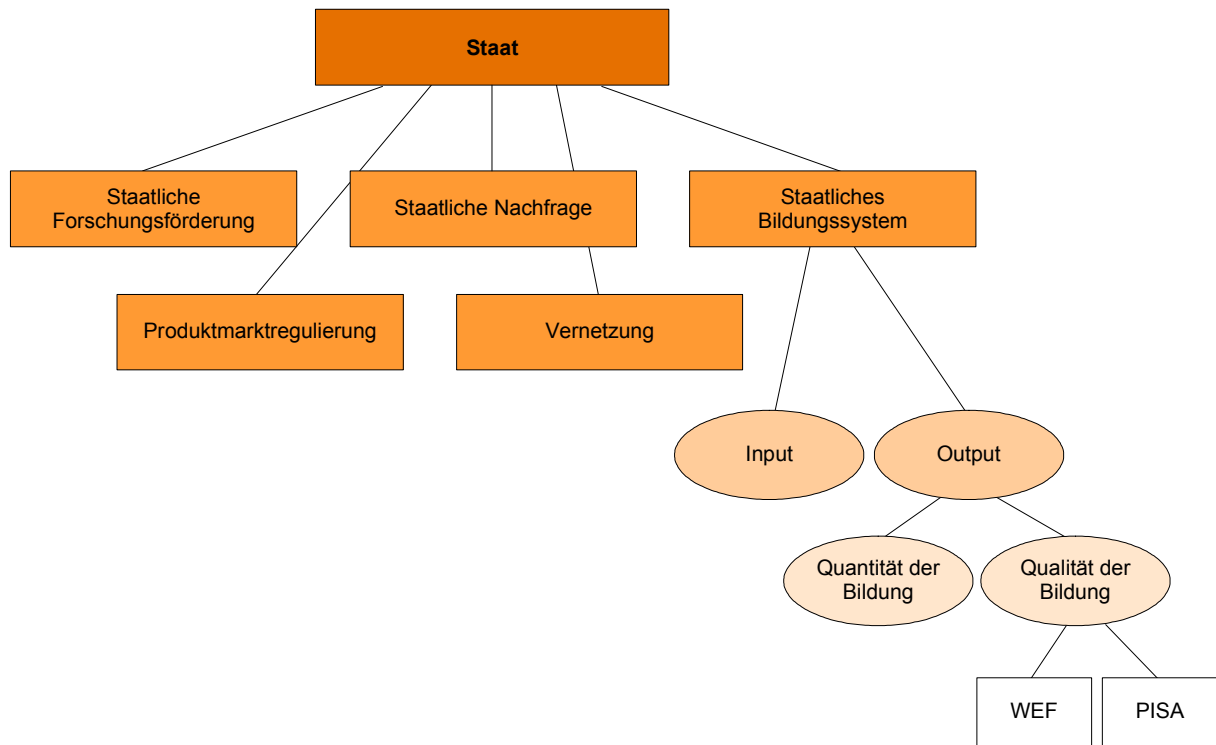 Staat
Staatliche
Forschungsförderung
Staatliche Nachfrage
Staatliches
Bildungssystem
Produktmarktregulierung
Vernetzung
Input
Output
Quantität der
Bildung
Qualität der
Bildung
WEF
PISA